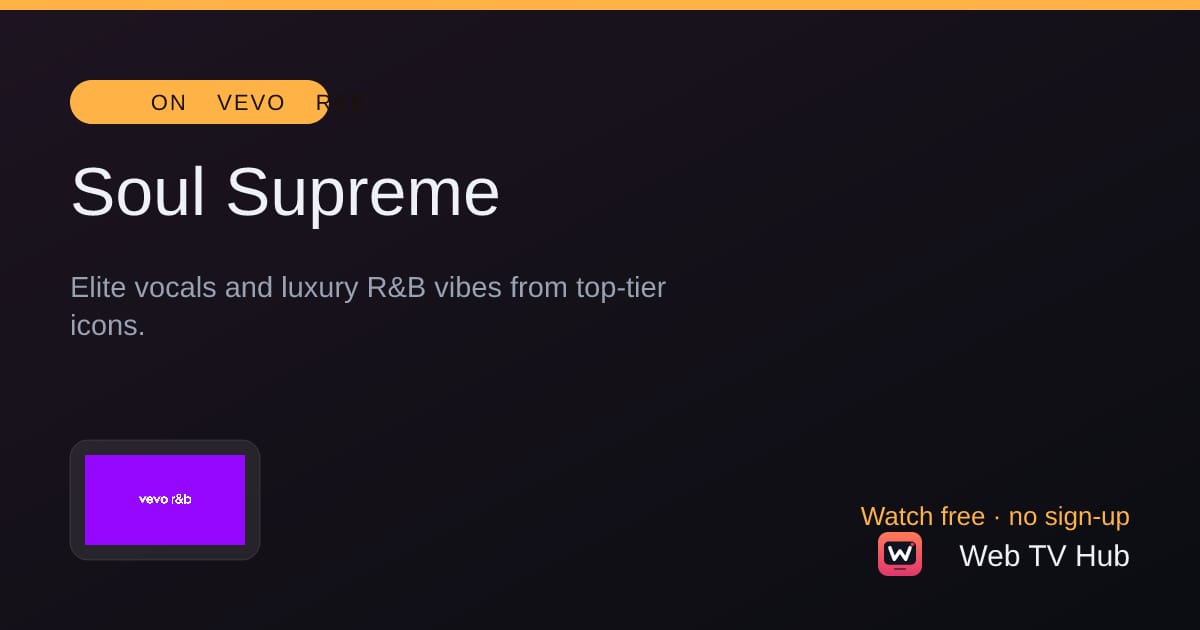 ON VEVO R&B
Soul Supreme
Elite vocals and luxury R&B vibes from top-tier
icons.
vevo r&b
Watch free · no sign-up
W
Web TV Hub